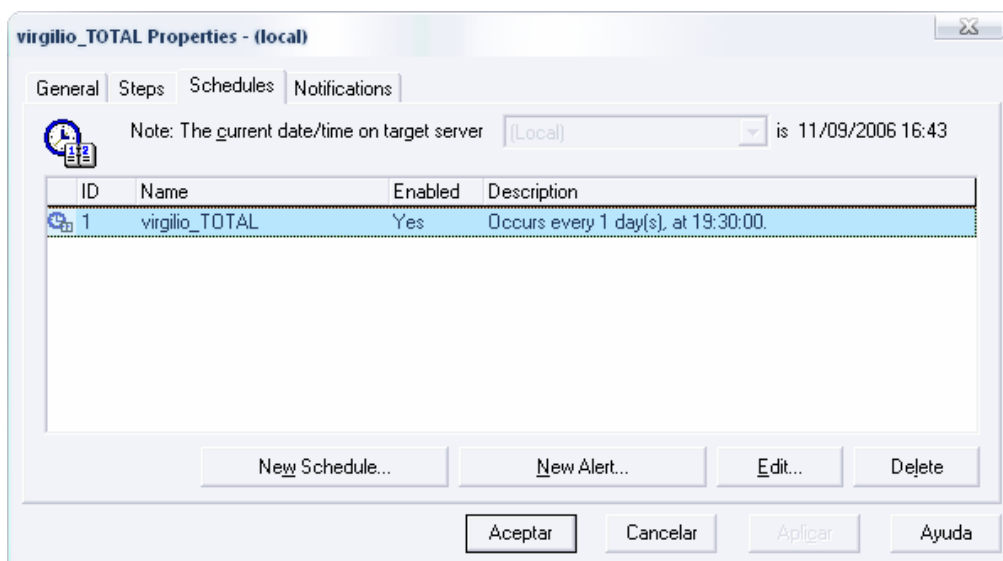 virgilio_TOTAL Properties - (local)
General Steps Schedules Notifications
Note: The current date/time on target server (Local) is 11/09/2006 16:43
ID Name Enabled Description
1 virgilio_TOTAL Yes Occurs every 1 day(s), at 19:30:00.
New Schedule... New Alert... Edit... Delete
Aceptar Cancelar Aplicar Ayuda